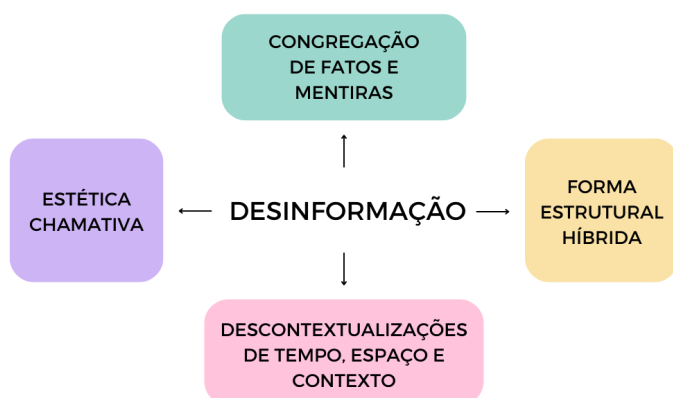 CONGREGAÇÃO
DE FATOS E
MENTIRAS
ESTÉTICA
CHAMATIVA
DESINFORMAÇÃO
FORMA
ESTRUTURAL
HÍBRIDA
DESCONTEXTUALIZAÇÕES
DE TEMPO, ESPAÇO E
CONTEXTO